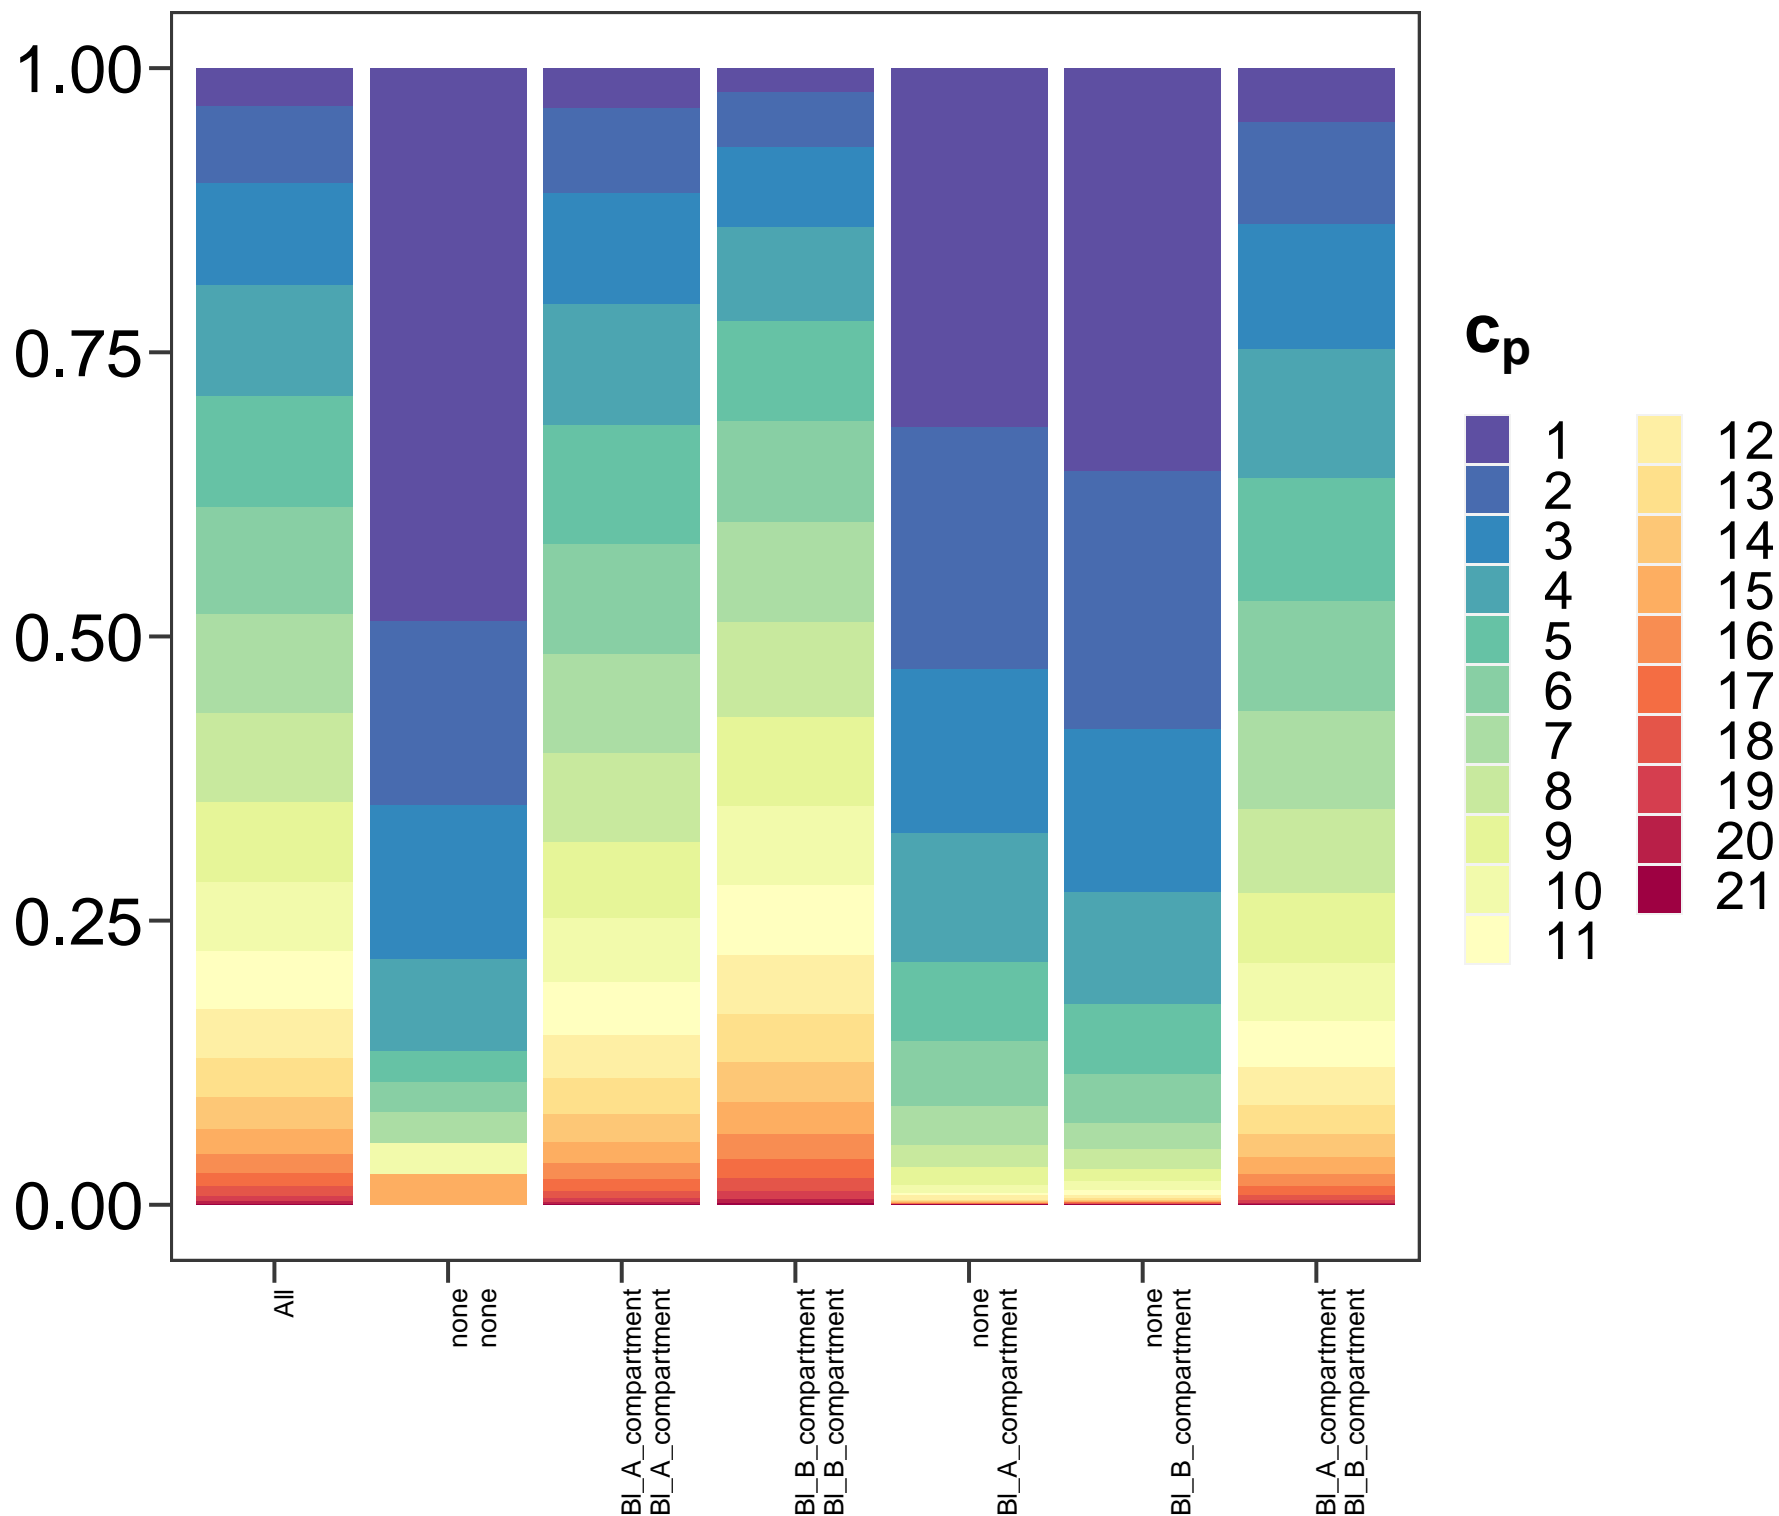 1.00
0.75
0.50
0.25
0.00
All
none
none
BI_A_compartment
BI_A_compartment
BI_B_compartment
BI_B_compartment
none
BI_A_compartment
none
BI_B_compartment
BI_A_compartment
BI_B_compartment
cp
1
2
3
4
5
6
7
8
9
10
11
12
13
14
15
16
17
18
19
20
21